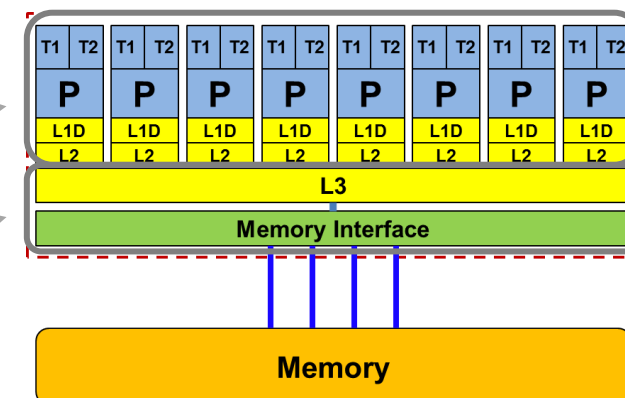 T1 T2 T1 T2 T1 T2 T1 T2 T1 T2 T1 T2 T1 T2 T1 T2
P P P P P P P P
L1D L1D L1D L1D L1D L1D L1D L1D
L2 L2 L2 L2 L2 L2 L2 L2
L3
Memory Interface
Memory